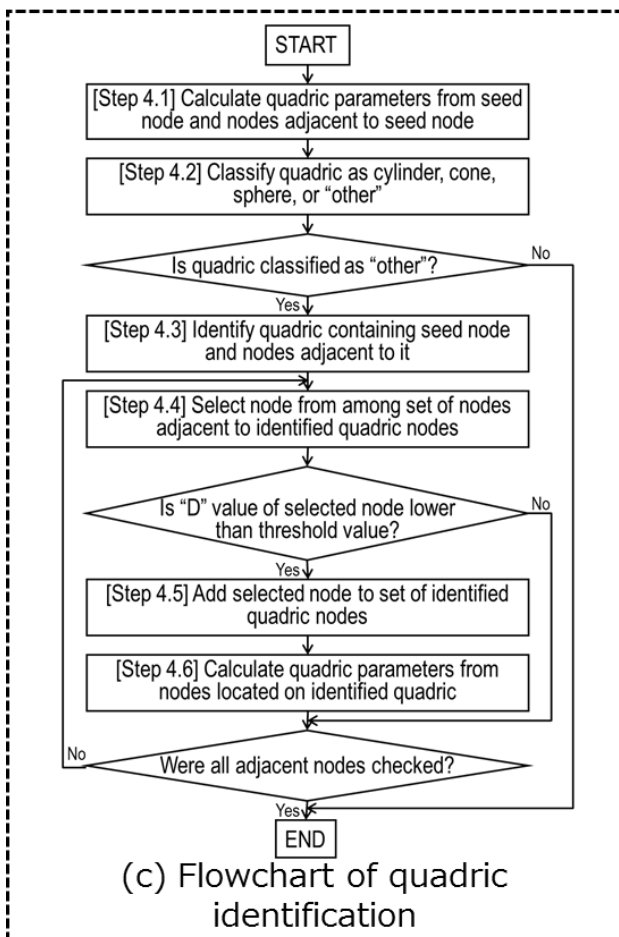 START
[Step 4.1] Calculate quadric parameters from seed
node and nodes adjacent to seed node
[Step 4.2] Classify quadric as cylinder, cone,
sphere, or “other”
Is quadric classified as “other”?
No
Yes
[Step 4.3] Identify quadric containing seed node
and nodes adjacent to it
[Step 4.4] Select node from among set of nodes
adjacent to identified quadric nodes
Is “D” value of selected node lower
than threshold value?
No
Yes
[Step 4.5] Add selected node to set of identified
quadric nodes
[Step 4.6] Calculate quadric parameters from
nodes located on identified quadric
No
Were all adjacent nodes checked?
Yes
END
(c) Flowchart of quadric
identification